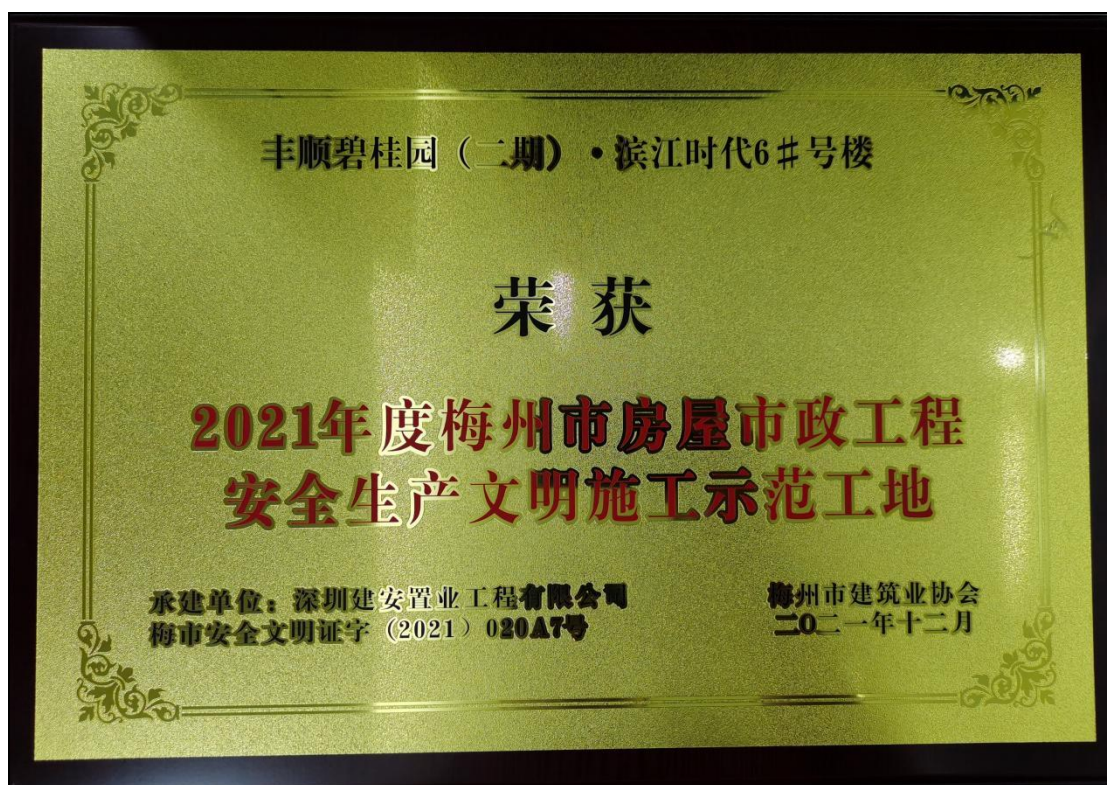 丰顺碧桂园（二期）·滨江时代6#号楼
荣获
2021年度梅州市房屋市政工程
安全生产文明施工示范工地
承建单位：深圳建安置业工程有限公司
梅市安全文明证字（2021）020A7号
梅州市建筑业协会
二0二一年十二月